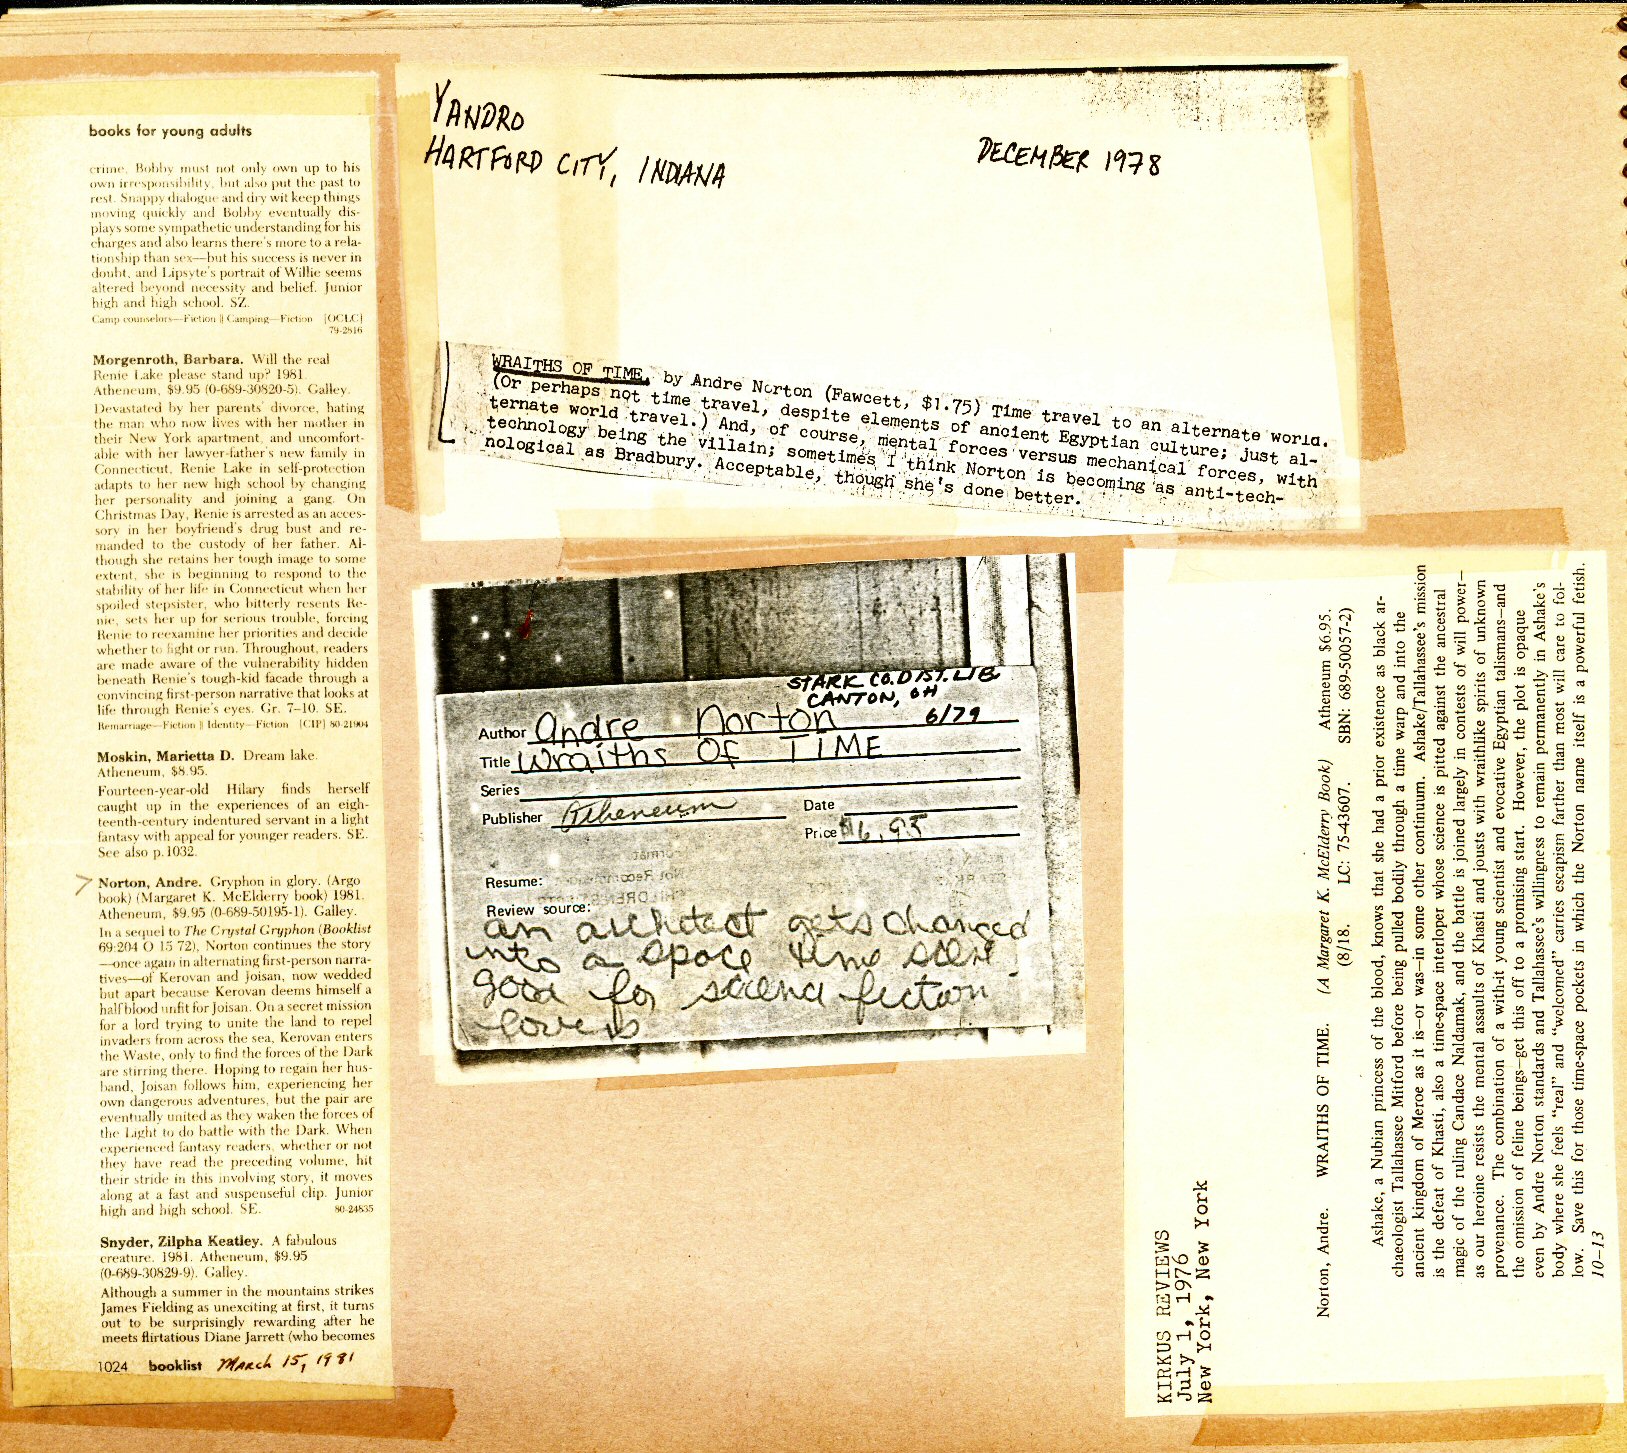 books for young adults
crime. Bobby must not only own up to his
own irresponsibility, but also put the past to
rest. Snappy dialogue and dry wit keep things
moving quickly and Bobby eventually dis-
plays some sympathetic understanding for his
charges and also learns there's more to a rela-
tionship than sex—but his success is never in
doubt, and Lipsyte's portrait of Willie seems
altered beyond necessity and belief. Junior
high and high school. SZ.
Camp counselors—Fiction || Camping—Fiction [OCLC]
79-2816
Morgenroth, Barbara. Will the real
Renie Lake please stand up? 1981.
Atheneum, $9.95 (0-689-30820-5). Galley.
Devastated by her parents' divorce, hating
the man who now lives with her mother in
their New York apartment, and uncomfort-
able with her lawyer-father's new family in
Connecticut, Renie Lake in self-protection
adapts to her new high school by changing
her personality and joining a gang. On
Christmas Day, Renie is arrested as an acces-
sory in her boyfriend's drug bust and re-
manded to the custody of her father. Al-
though she retains her tough image to some
extent, she is beginning to respond to the
stability of her life in Connecticut when her
spoiled stepsister, who bitterly resents Re-
nie, sets her up for serious trouble, forcing
Renie to reexamine her priorities and decide
whether to fight or run. Throughout, readers
are made aware of the vulnerability hidden
beneath Renie's tough-kid facade through a
convincing first-person narrative that looks at
life through Renie's eyes. Gr. 7–10. SE.
Remarriage—Fiction || Identity—Fiction [CIP] 80-21904
Moskin, Marietta D. Dream lake.
Atheneum, $8.95.
Fourteen-year-old Hilary finds herself
caught up in the experiences of an eigh-
teenth-century indentured servant in a light
fantasy with appeal for younger readers. SE.
See also p.1032.
Norton, Andre. Gryphon in glory. (Argo
book) (Margaret K. McElderry book) 1981.
Atheneum, $9.95 (0-689-50195-1). Galley.
In a sequel to The Crystal Gryphon (Booklist
69:204 O 15 72), Norton continues the story
—once again in alternating first-person narra-
tives—of Kerovan and Joisan, now wedded
but apart because Kerovan deems himself a
halfblood unfit for Joisan. On a secret mission
for a lord trying to unite the land to repel
invaders from across the sea, Kerovan enters
the Waste, only to find the forces of the Dark
are stirring there. Hoping to regain her hus-
band, Joisan follows him, experiencing her
own dangerous adventures, but the pair are
eventually united as they waken the forces of
the Light to do battle with the Dark. When
experienced fantasy readers, whether or not
they have read the preceding volume, hit
their stride in this involving story, it moves
along at a fast and suspenseful clip. Junior
high and high school. SE. 80-24835
Snyder, Zilpha Keatley. A fabulous
creature. 1981. Atheneum, $9.95
(0-689-30829-9). Galley.
Although a summer in the mountains strikes
James Fielding as unexciting at first, it turns
out to be surprisingly rewarding after he
meets flirtatious Diane Jarrett (who becomes
1024 booklist March 15, 1981
YANDRO
HARTFORD CITY, INDIANA
DECEMBER 1978
WRAITHS OF TIME, by Andre Norton (Fawcett, $1.75) Time travel to an alternate world.
(Or perhaps not time travel, despite elements of ancient Egyptian culture; just al-
ternate world travel.) And, of course, mental forces versus mechanical forces, with
technology being the villain; sometimes I think Norton is becoming as anti-tech-
nological as Bradbury. Acceptable, though she's done better.
STARK CO. DIST. LIB
CANTON, OH
6/79
Author Andre Norton
Title Wraiths Of TIME
Series
Publisher Atheneum Date
Price $6.95
Resume:
Review source:
an architect gets changed
into a space time
good for science fiction
lovers
KIRKUS REVIEWS
July 1, 1976
New York, New York
Norton, Andre. WRAITHS OF TIME. (A Margaret K. McElderry Book) Atheneum $6.95.
(8/18. LC: 75-43607. SBN: 689-50057-2)
Ashake, a Nubian princess of the blood, knows that she had a prior existence as black ar-
chaeologist Tallahassee Mitford before being pulled bodily through a time warp and into the
ancient kingdom of Meroe as it is—or was—in some other continuum. Ashake/Tallahassee's mission
is the defeat of Khasti, also a time-space interloper whose science is pitted against the ancestral
magic of the ruling Candace Naldamak, and the battle is joined largely in contests of will power—
as our heroine resists the mental assaults of Khasti and jousts with wraithlike spirits of unknown
provenance. The combination of a with-it young scientist and evocative Egyptian talismans—and
the omission of feline beings—get this off to a promising start. However, the plot is opaque
even by Andre Norton standards and Tallahassee's willingness to remain permanently in Ashake's
body where she feels "real" and "welcomed" carries escapism farther than most will care to fol-
low. Save this for those time-space pockets in which the Norton name itself is a powerful fetish.
10–13